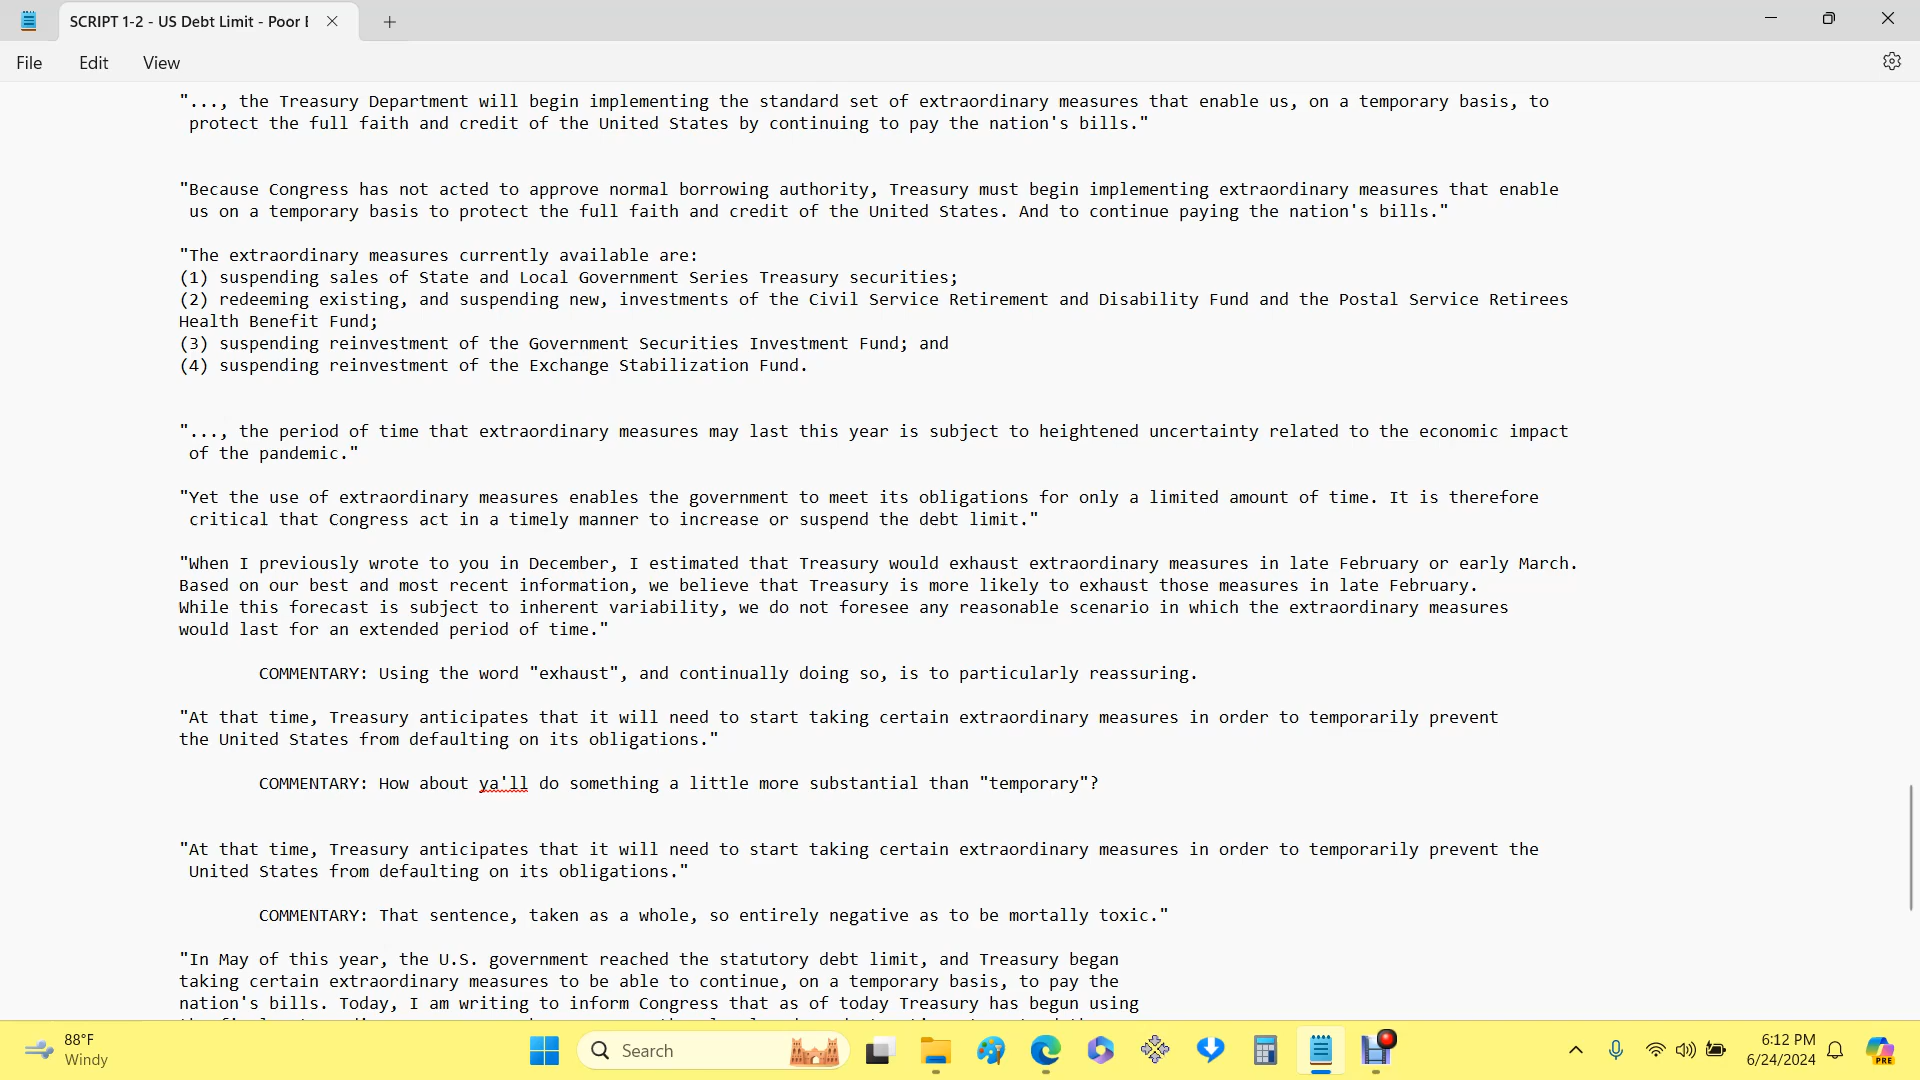 SCRIPT 1-2 - US Debt Limit - Poor
File Edit View
"..., the Treasury Department will begin implementing the standard set of extraordinary measures that enable us, on a temporary basis, to
protect the full faith and credit of the United States by continuing to pay the nation's bills."
"Because Congress has not acted to approve normal borrowing authority, Treasury must begin implementing extraordinary measures that enable
us on a temporary basis to protect the full faith and credit of the United States. And to continue paying the nation's bills."
"The extraordinary measures currently available are:
(1) suspending sales of State and Local Government Series Treasury securities;
(2) redeeming existing, and suspending new, investments of the Civil Service Retirement and Disability Fund and the Postal Service Retirees
Health Benefit Fund;
(3) suspending reinvestment of the Government Securities Investment Fund; and
(4) suspending reinvestment of the Exchange Stabilization Fund.
"..., the period of time that extraordinary measures may last this year is subject to heightened uncertainty related to the economic impact
of the pandemic."
"Yet the use of extraordinary measures enables the government to meet its obligations for only a limited amount of time. It is therefore
critical that Congress act in a timely manner to increase or suspend the debt limit."
"When I previously wrote to you in December, I estimated that Treasury would exhaust extraordinary measures in late February or early March.
Based on our best and most recent information, we believe that Treasury is more likely to exhaust those measures in late February.
While this forecast is subject to inherent variability, we do not foresee any reasonable scenario in which the extraordinary measures
would last for an extended period of time."
COMMENTARY: Using the word "exhaust", and continually doing so, is to particularly reassuring.
"At that time, Treasury anticipates that it will need to start taking certain extraordinary measures in order to temporarily prevent
the United States from defaulting on its obligations."
COMMENTARY: How about ya'll do something a little more substantial than "temporary"?
"At that time, Treasury anticipates that it will need to start taking certain extraordinary measures in order to temporarily prevent the
United States from defaulting on its obligations."
COMMENTARY: That sentence, taken as a whole, so entirely negative as to be mortally toxic."
"In May of this year, the U.S. government reached the statutory debt limit, and Treasury began
taking certain extraordinary measures to be able to continue, on a temporary basis, to pay the
nation's bills. Today, I am writing to inform Congress that as of today Treasury has begun using
88°F
Windy
Search
6:12 PM
6/24/2024
PRE